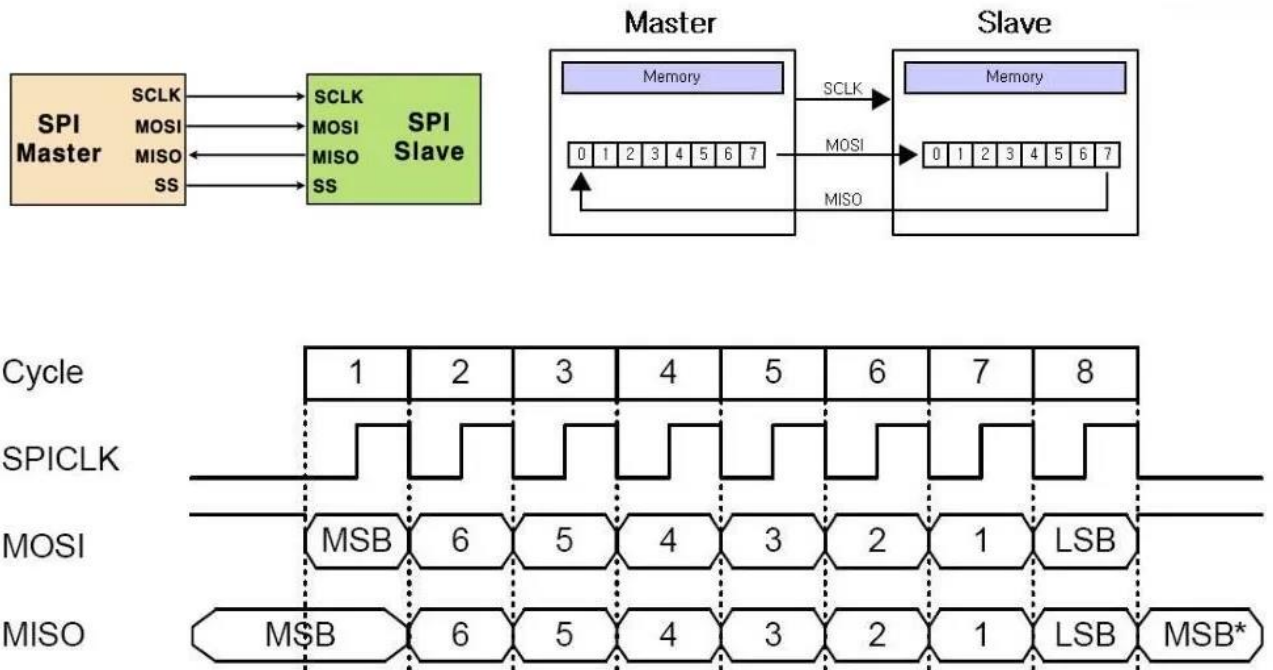 SPI Master
SCLK
MOSI
MISO
SS
SCLK
MOSI
MISO
SS
SPI Slave
Master
Slave
Memory
Memory
SCLK
MOSI
MISO
0 1 2 3 4 5 6 7
0 1 2 3 4 5 6 7
Cycle 1 2 3 4 5 6 7 8
SPICLK
MOSI MSB 6 5 4 3 2 1 LSB
MISO MSB 6 5 4 3 2 1 LSB MSB*